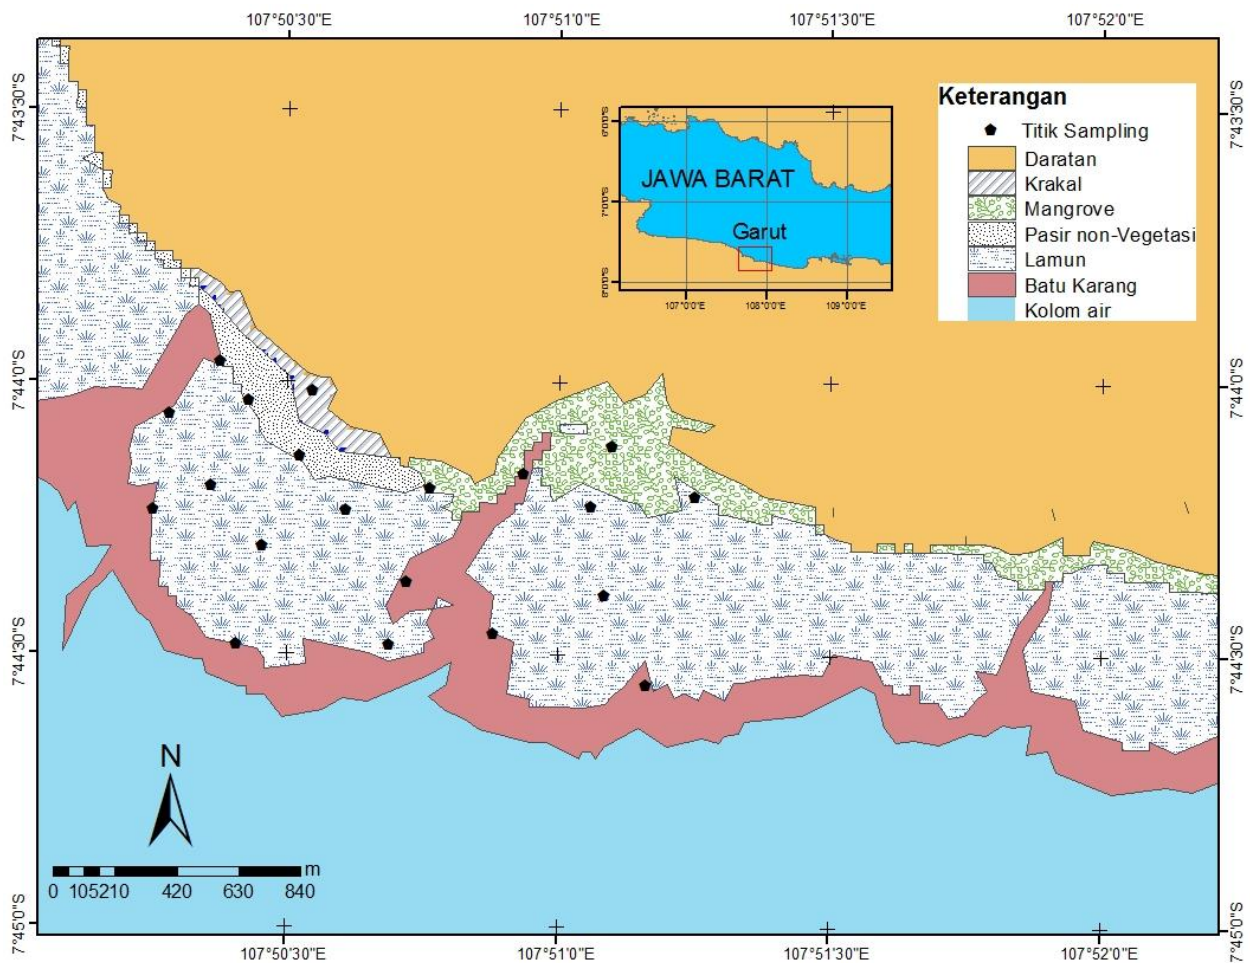 107°50'30"E 107°51'0"E 107°51'30"E 107°52'0"E
7°43'30"S
7°43'30"S
Keterangan
Titik Sampling
Daratan
Krakal
Mangrove
Pasir non-Vegetasi
Lamun
Batu Karang
Kolom air
6°0'0"S
7°0'0"S
8°0'0"S
JAWA BARAT
Garut
107°0'0"E 108°0'0"E 109°0'0"E
7°44'0"S
7°44'0"S
7°44'30"S
7°44'30"S
N
m
0 105210 420 630 840
7°45'0"S
7°45'0"S
107°50'30"E 107°51'0"E 107°51'30"E 107°52'0"E